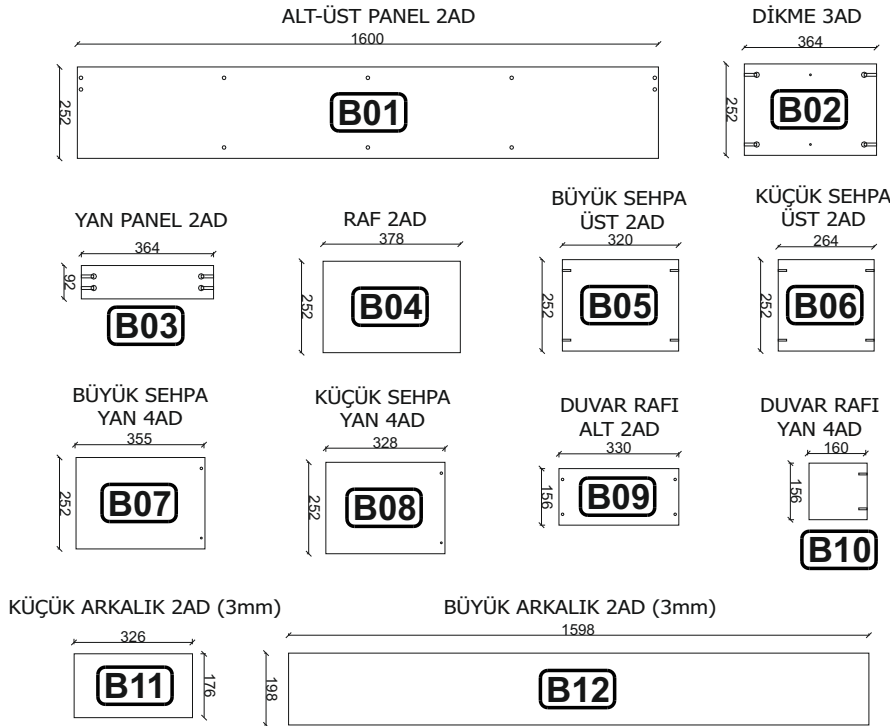 ALT-ÜST PANEL 2AD
1600
252
B01
DİKME 3AD
364
252
B02
YAN PANEL 2AD
364
92
B03
RAF 2AD
378
252
B04
BÜYÜK SEHPA
ÜST 2AD
320
252
B05
KÜÇÜK SEHPA
ÜST 2AD
264
252
B06
BÜYÜK SEHPA
YAN 4AD
355
252
B07
KÜÇÜK SEHPA
YAN 4AD
328
252
B08
DUVAR RAFI
ALT 2AD
330
156
B09
DUVAR RAFI
YAN 4AD
160
156
B10
KÜÇÜK ARKALIK 2AD (3mm)
326
176
B11
BÜYÜK ARKALIK 2AD (3mm)
1598
198
B12